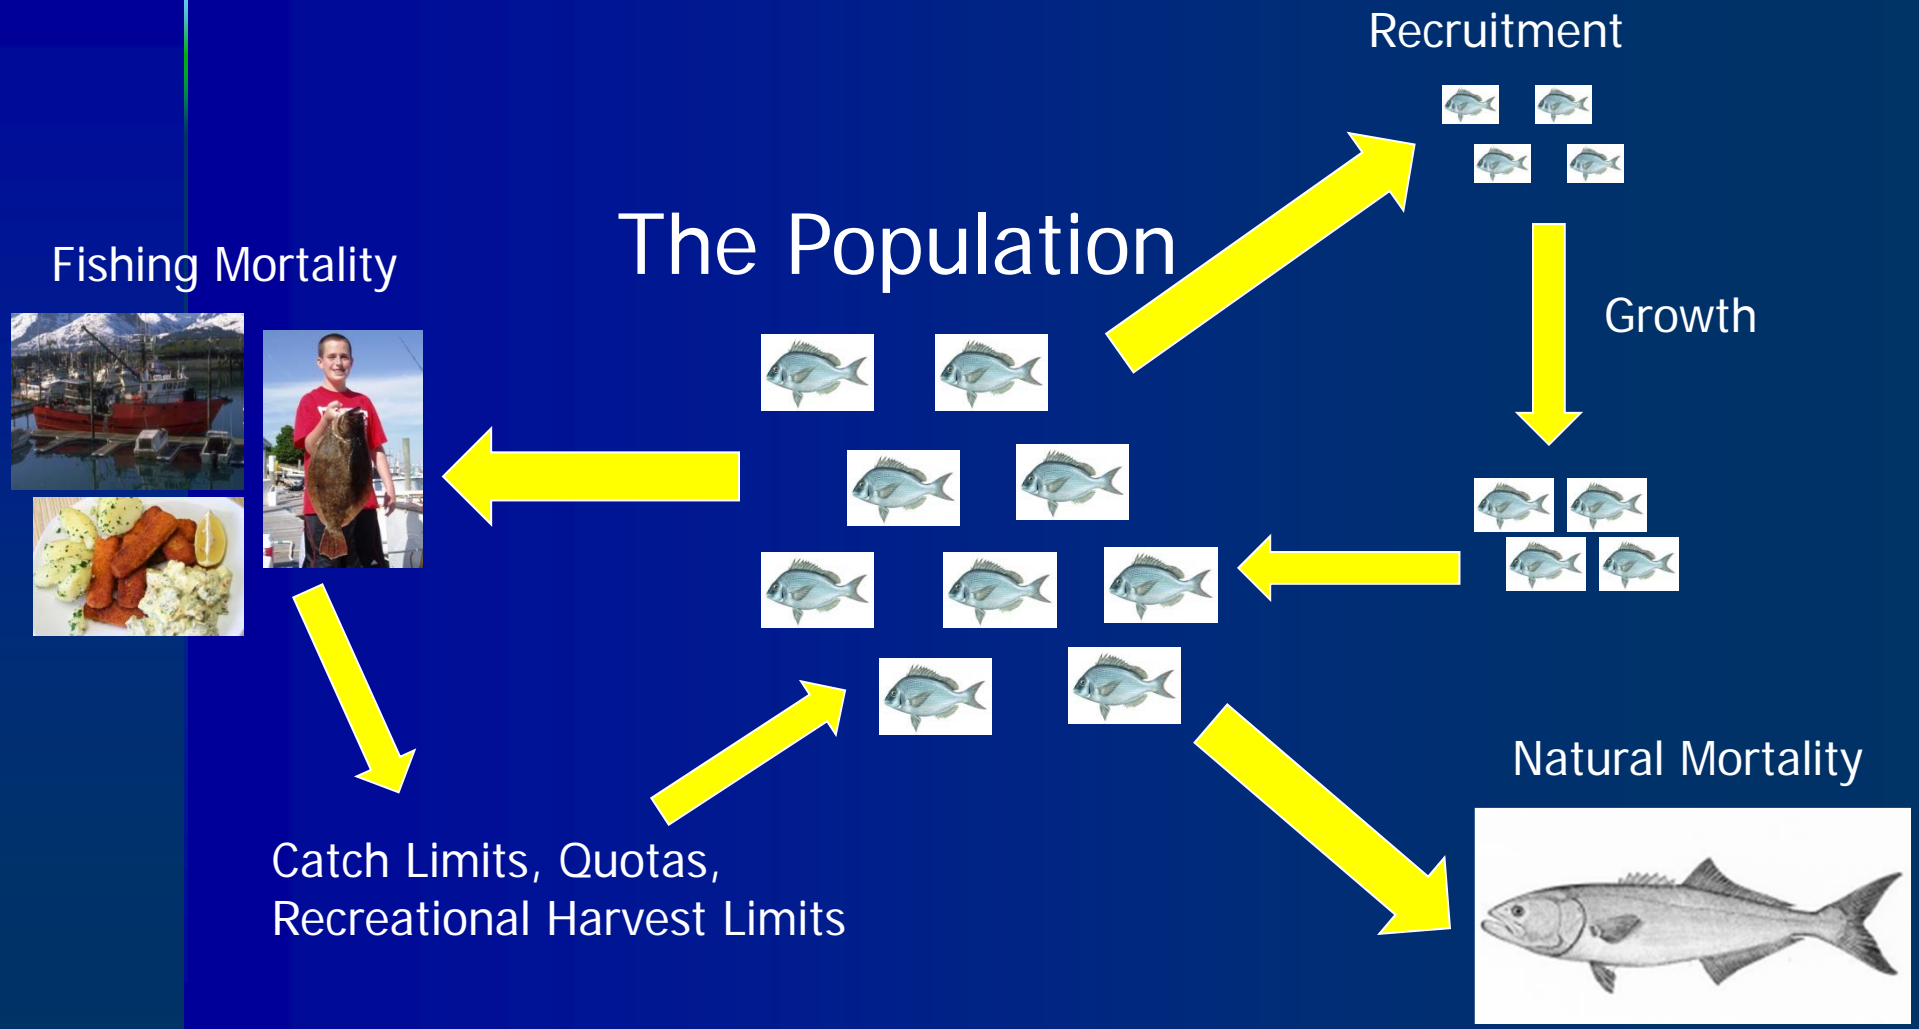 Recruitment
The Population
Fishing Mortality
Growth
Natural Mortality
Catch Limits, Quotas,
Recreational Harvest Limits